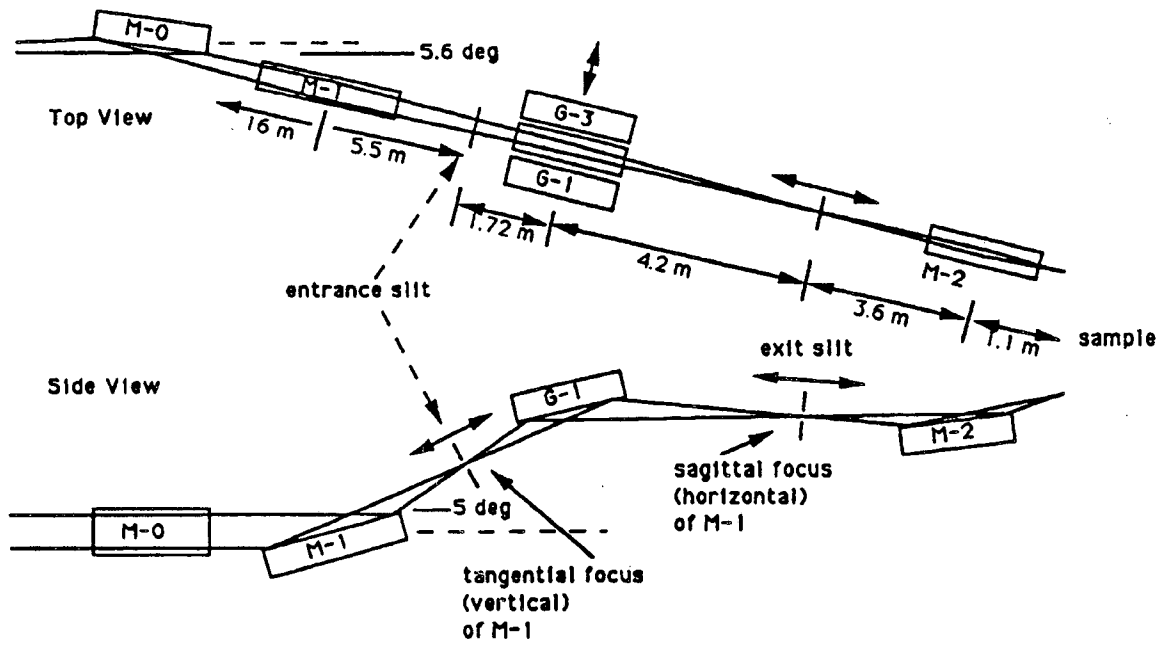 M-0
5.6 deg
M-
Top View
16 m
5.5 m
G-3
G-1
1.72 m
4.2 m
M-2
3.6 m
1.1 m
sample
entrance slit
exit slit
Side View
G-1
M-2
sagittal focus
(horizontal)
of M-1
5 deg
M-0
M-1
tangential focus
(vertical)
of M-1